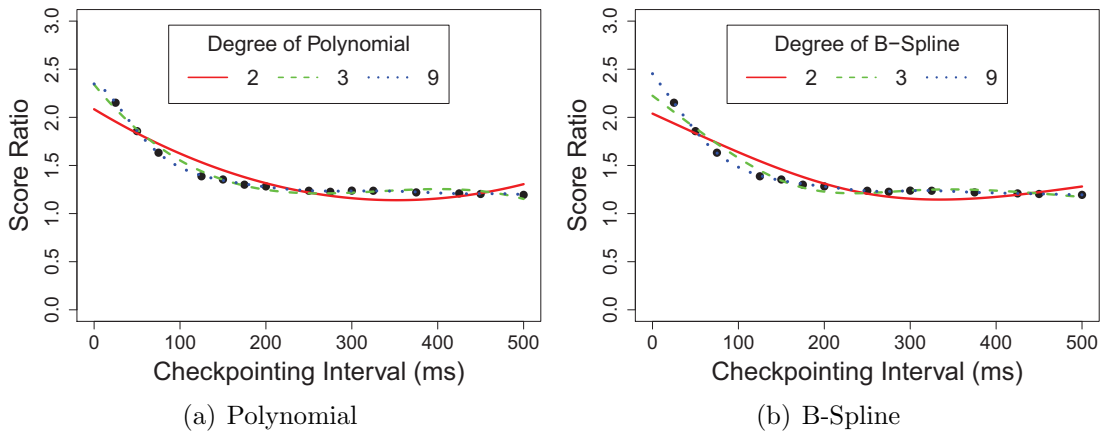 Degree of Polynomial
2 3 9
Score Ratio
0.0 0.5 1.0 1.5 2.0 2.5 3.0
0 100 200 300 400 500
Checkpointing Interval (ms)
(a) Polynomial
Degree of B−Spline
2 3 9
Score Ratio
0.0 0.5 1.0 1.5 2.0 2.5 3.0
0 100 200 300 400 500
Checkpointing Interval (ms)
(b) B-Spline